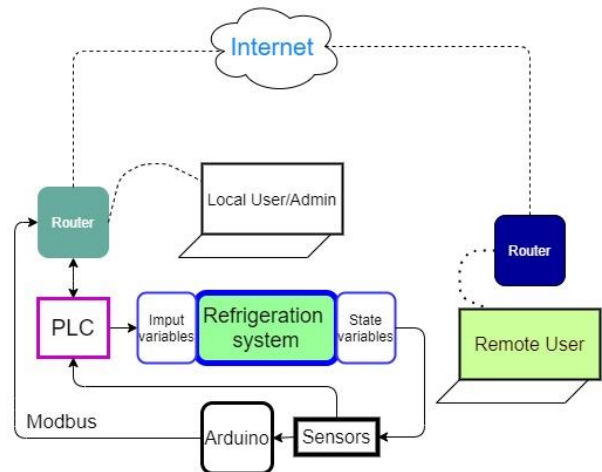 Internet
Local User/Admin
Router
Router
PLC
Imput
variables
Refrigeration
system
State
variables
Remote User
Modbus
Arduino
Sensors